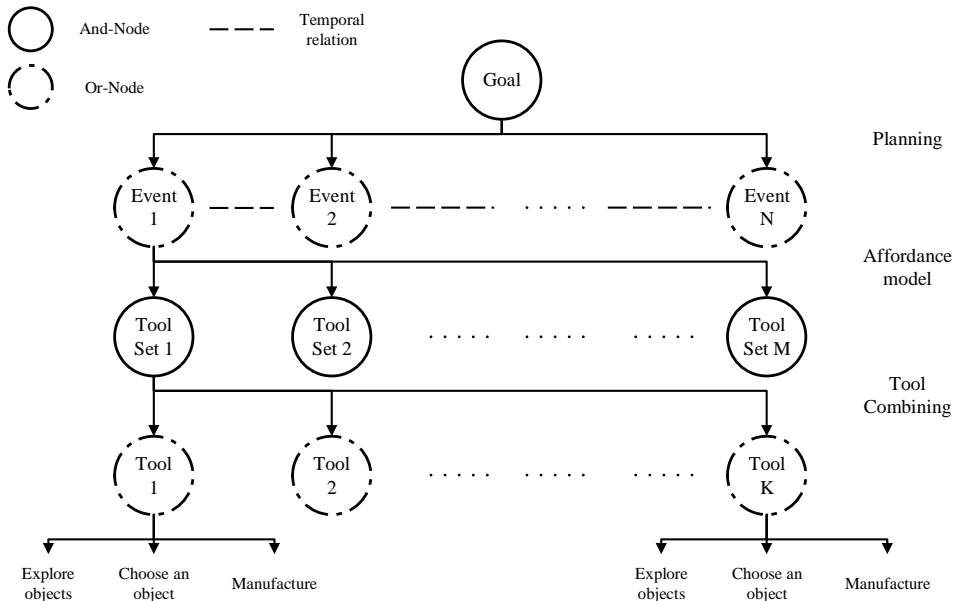 And-Node
Temporal
relation
Or-Node
Goal
Planning
Event
1
Event
2
. . . . .
Event
N
Affordance
model
Tool
Set 1
Tool
Set 2
. . . . .
. . . . .
. . . . .
Tool
Set M
Tool
Combining
Tool
1
Tool
2
. . . . .
. . . . .
. . . . .
Tool
K
Explore
objects
Choose an
object
Manufacture
Explore
objects
Choose an
object
Manufacture